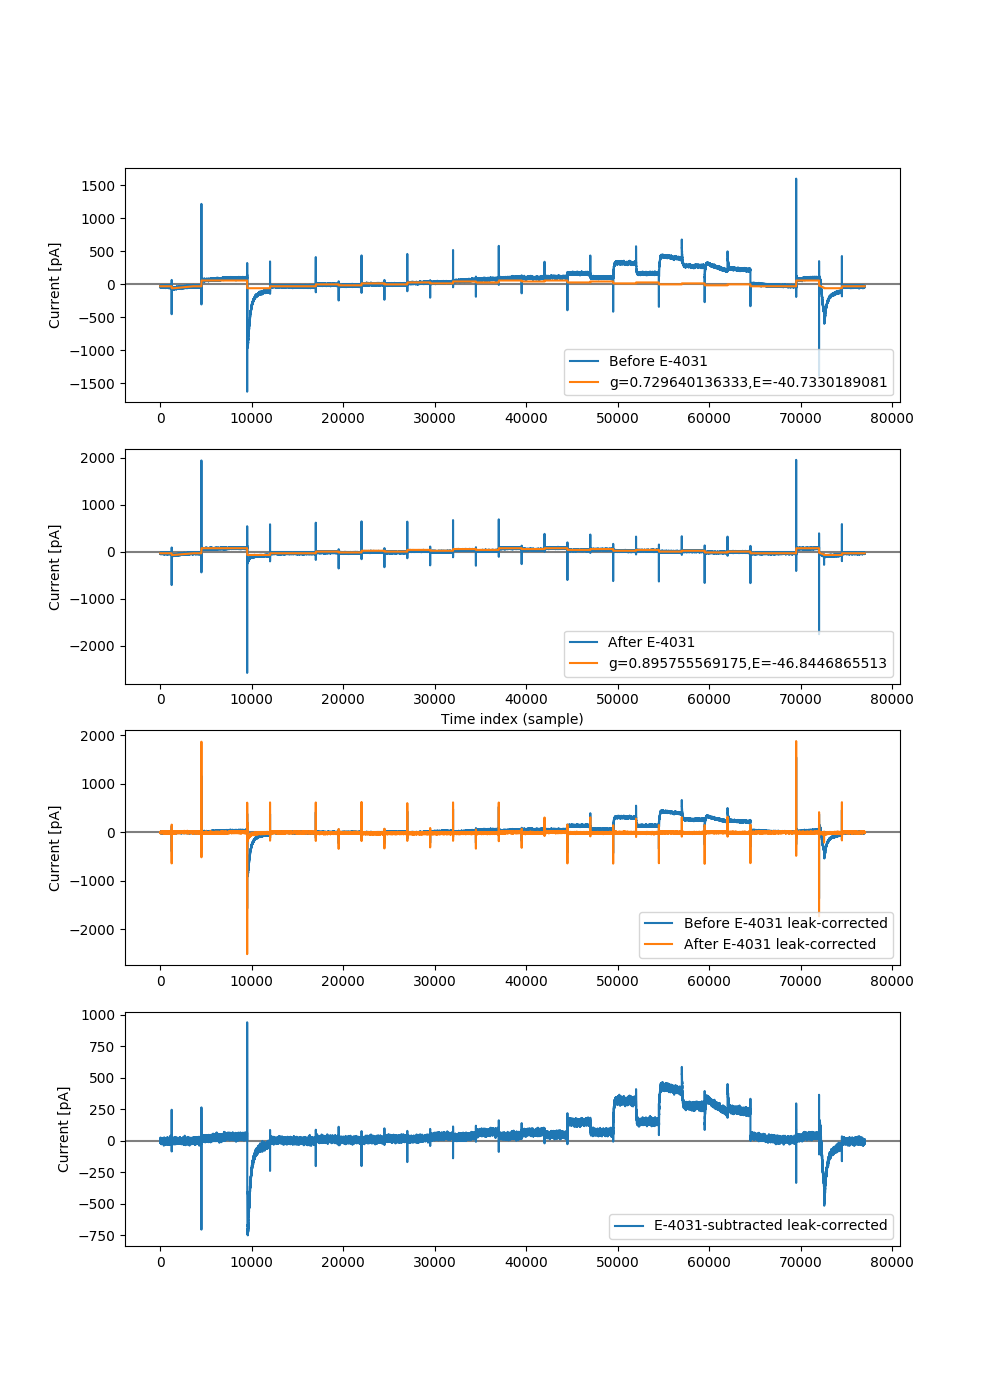 1500
1000
500
0
−500
−1000
−1500
Current [pA]
Before E-4031
g=0.729640136333,E=-40.7330189081
0 10000 20000 30000 40000 50000 60000 70000 80000
2000
1000
0
−1000
−2000
Current [pA]
After E-4031
g=0.895755569175,E=-46.8446865513
0 10000 20000 30000 40000 50000 60000 70000 80000
Time index (sample)
2000
1000
0
−1000
−2000
Current [pA]
Before E-4031 leak-corrected
After E-4031 leak-corrected
0 10000 20000 30000 40000 50000 60000 70000 80000
1000
750
500
250
0
−250
−500
−750
Current [pA]
E-4031-subtracted leak-corrected
0 10000 20000 30000 40000 50000 60000 70000 80000